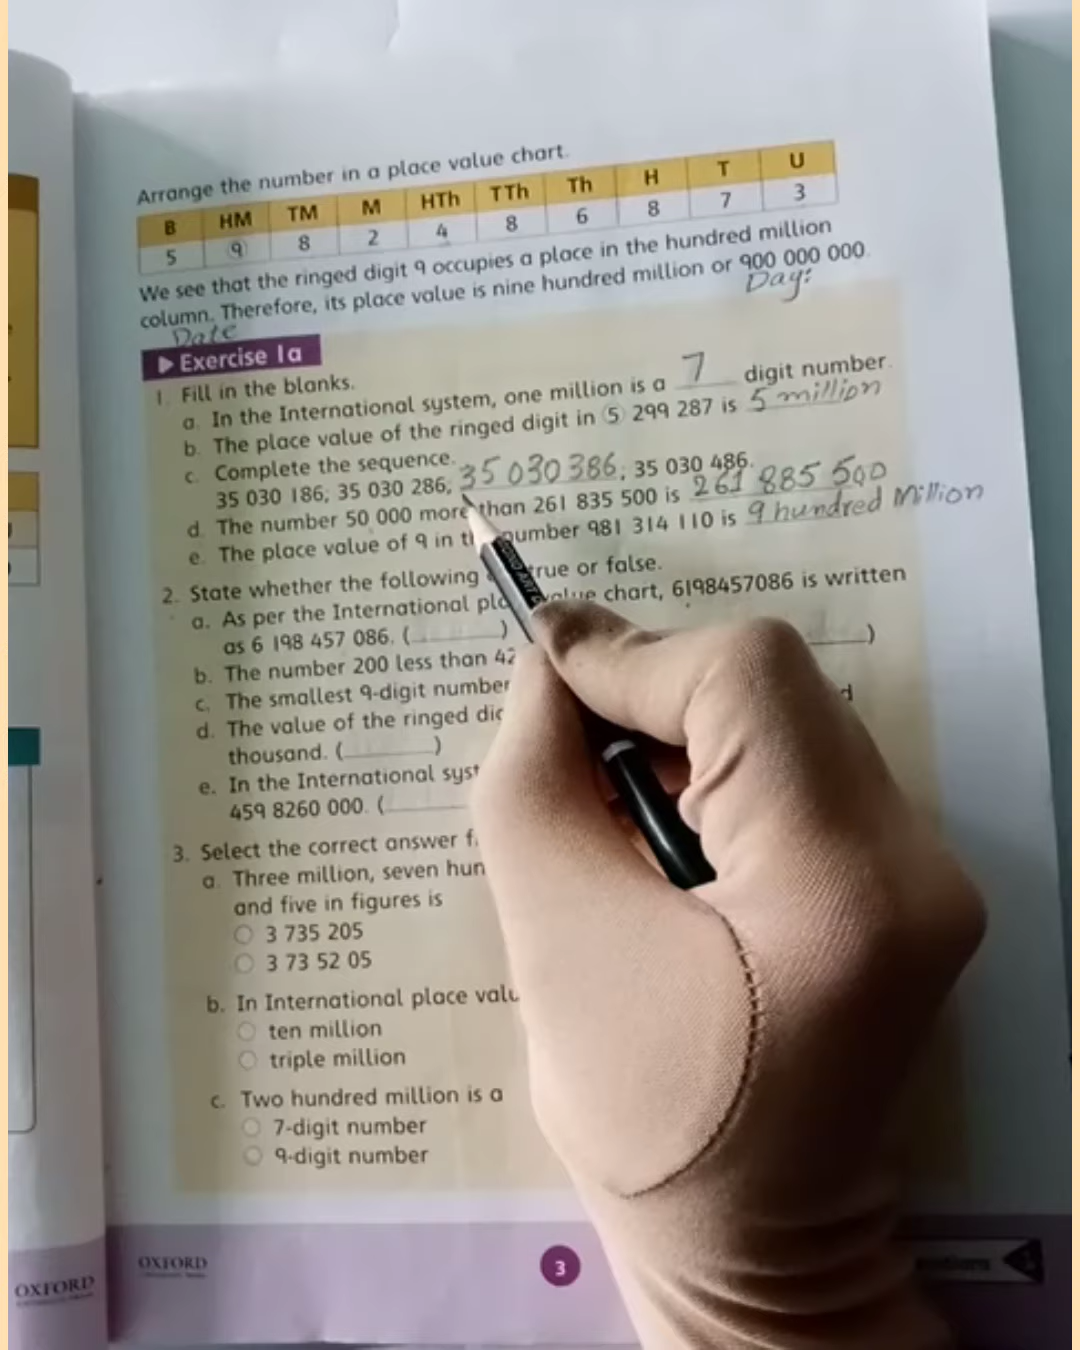 Arrange the number in a place value chart.
B HM TM M HTh TTh Th H T U
5 9 8 2 4 8 6 8 7 3
We see that the ringed digit 9 occupies a place in the hundred million
column. Therefore, its place value is nine hundred million or 900 000 000.
Date Day:
Exercise 1a
1. Fill in the blanks.
a. In the International system, one million is a 7 digit number.
b. The place value of the ringed digit in 5 299 287 is 5 million
c. Complete the sequence.
35 030 186; 35 030 286; 35 030 386; 35 030 486.
d. The number 50 000 more than 261 835 500 is 261 885 500
e. The place value of 9 in number 981 314 110 is 9 hundred Million
2. State whether the following true or false.
a. As per the International value chart, 6198457086 is written
as 6 198 457 086. (______)
b. The number 200 less than 42 ____)
c. The smallest 9-digit number
d. The value of the ringed
thousand. (______)
e. In the International
459 8260 000. (______
3. Select the correct answer
a. Three million, seven
and five in figures is
3 735 205
3 73 52 05
b. In International place
ten million
triple million
c. Two hundred million is a
7-digit number
9-digit number
OXFORD
3
OXFORD